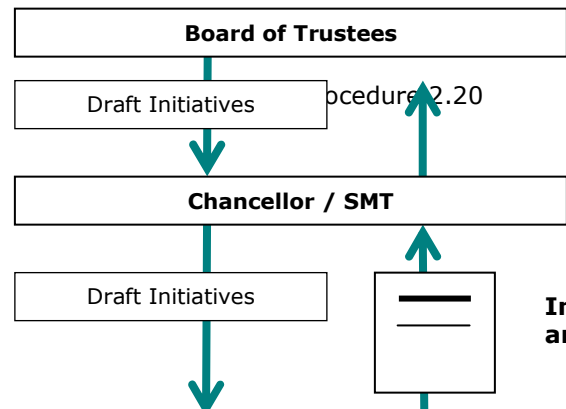 Board of Trustees
ocedure 2.20
Draft Initiatives
Chancellor / SMT
Draft Initiatives